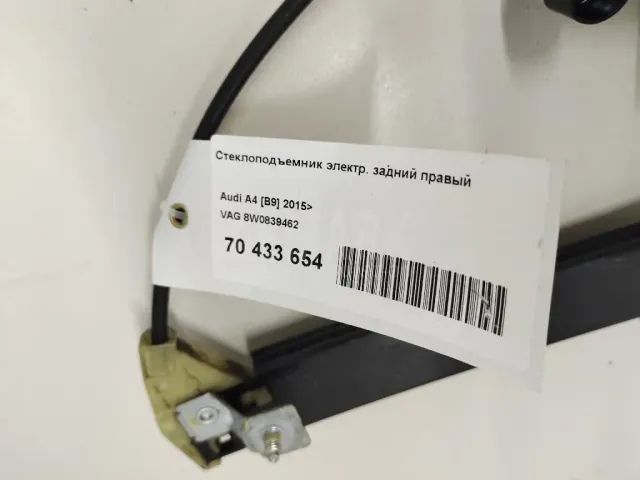 Стеклоподъемник электр. задний правый
Audi A4 [B9] 2015>
VAG 8W0839462
70 433 654